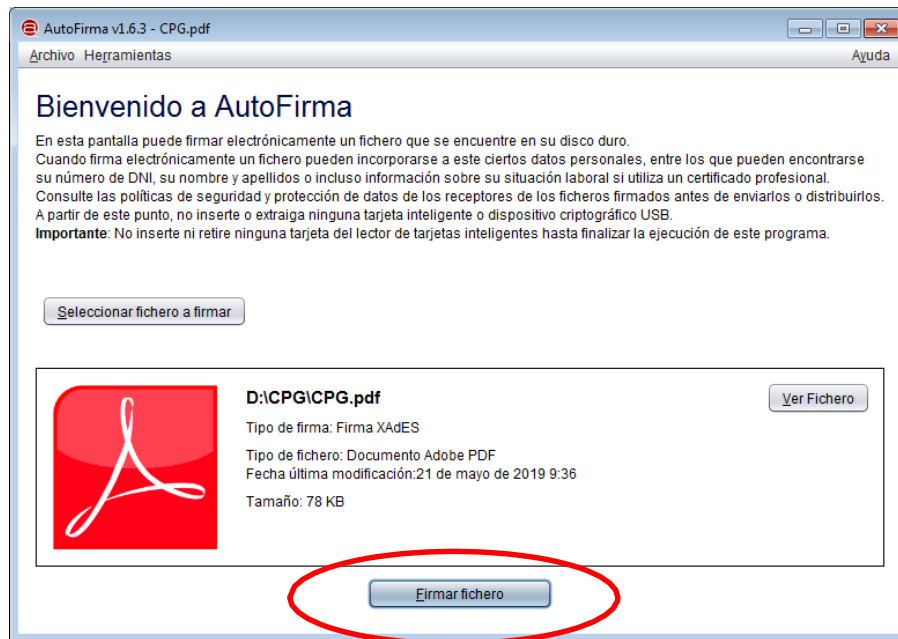 AutoFirma v1.6.3 - CPG.pdf
Archivo Herramientas Ayuda
Bienvenido a AutoFirma
En esta pantalla puede firmar electrónicamente un fichero que se encuentre en su disco duro.
Cuando firma electrónicamente un fichero pueden incorporarse a este ciertos datos personales, entre los que pueden encontrarse
su número de DNI, su nombre y apellidos o incluso información sobre su situación laboral si utiliza un certificado profesional.
Consulte las políticas de seguridad y protección de datos de los receptores de los ficheros firmados antes de enviarlos o distribuirlos.
A partir de este punto, no inserte o extraiga ninguna tarjeta inteligente o dispositivo criptográfico USB.
Importante: No inserte ni retire ninguna tarjeta del lector de tarjetas inteligentes hasta finalizar la ejecución de este programa.
Seleccionar fichero a firmar
D:\CPG\CPG.pdf
Ver Fichero
Tipo de firma: Firma XAdES
Tipo de fichero: Documento Adobe PDF
Fecha última modificación:21 de mayo de 2019 9:36
Tamaño: 78 KB
Firmar fichero